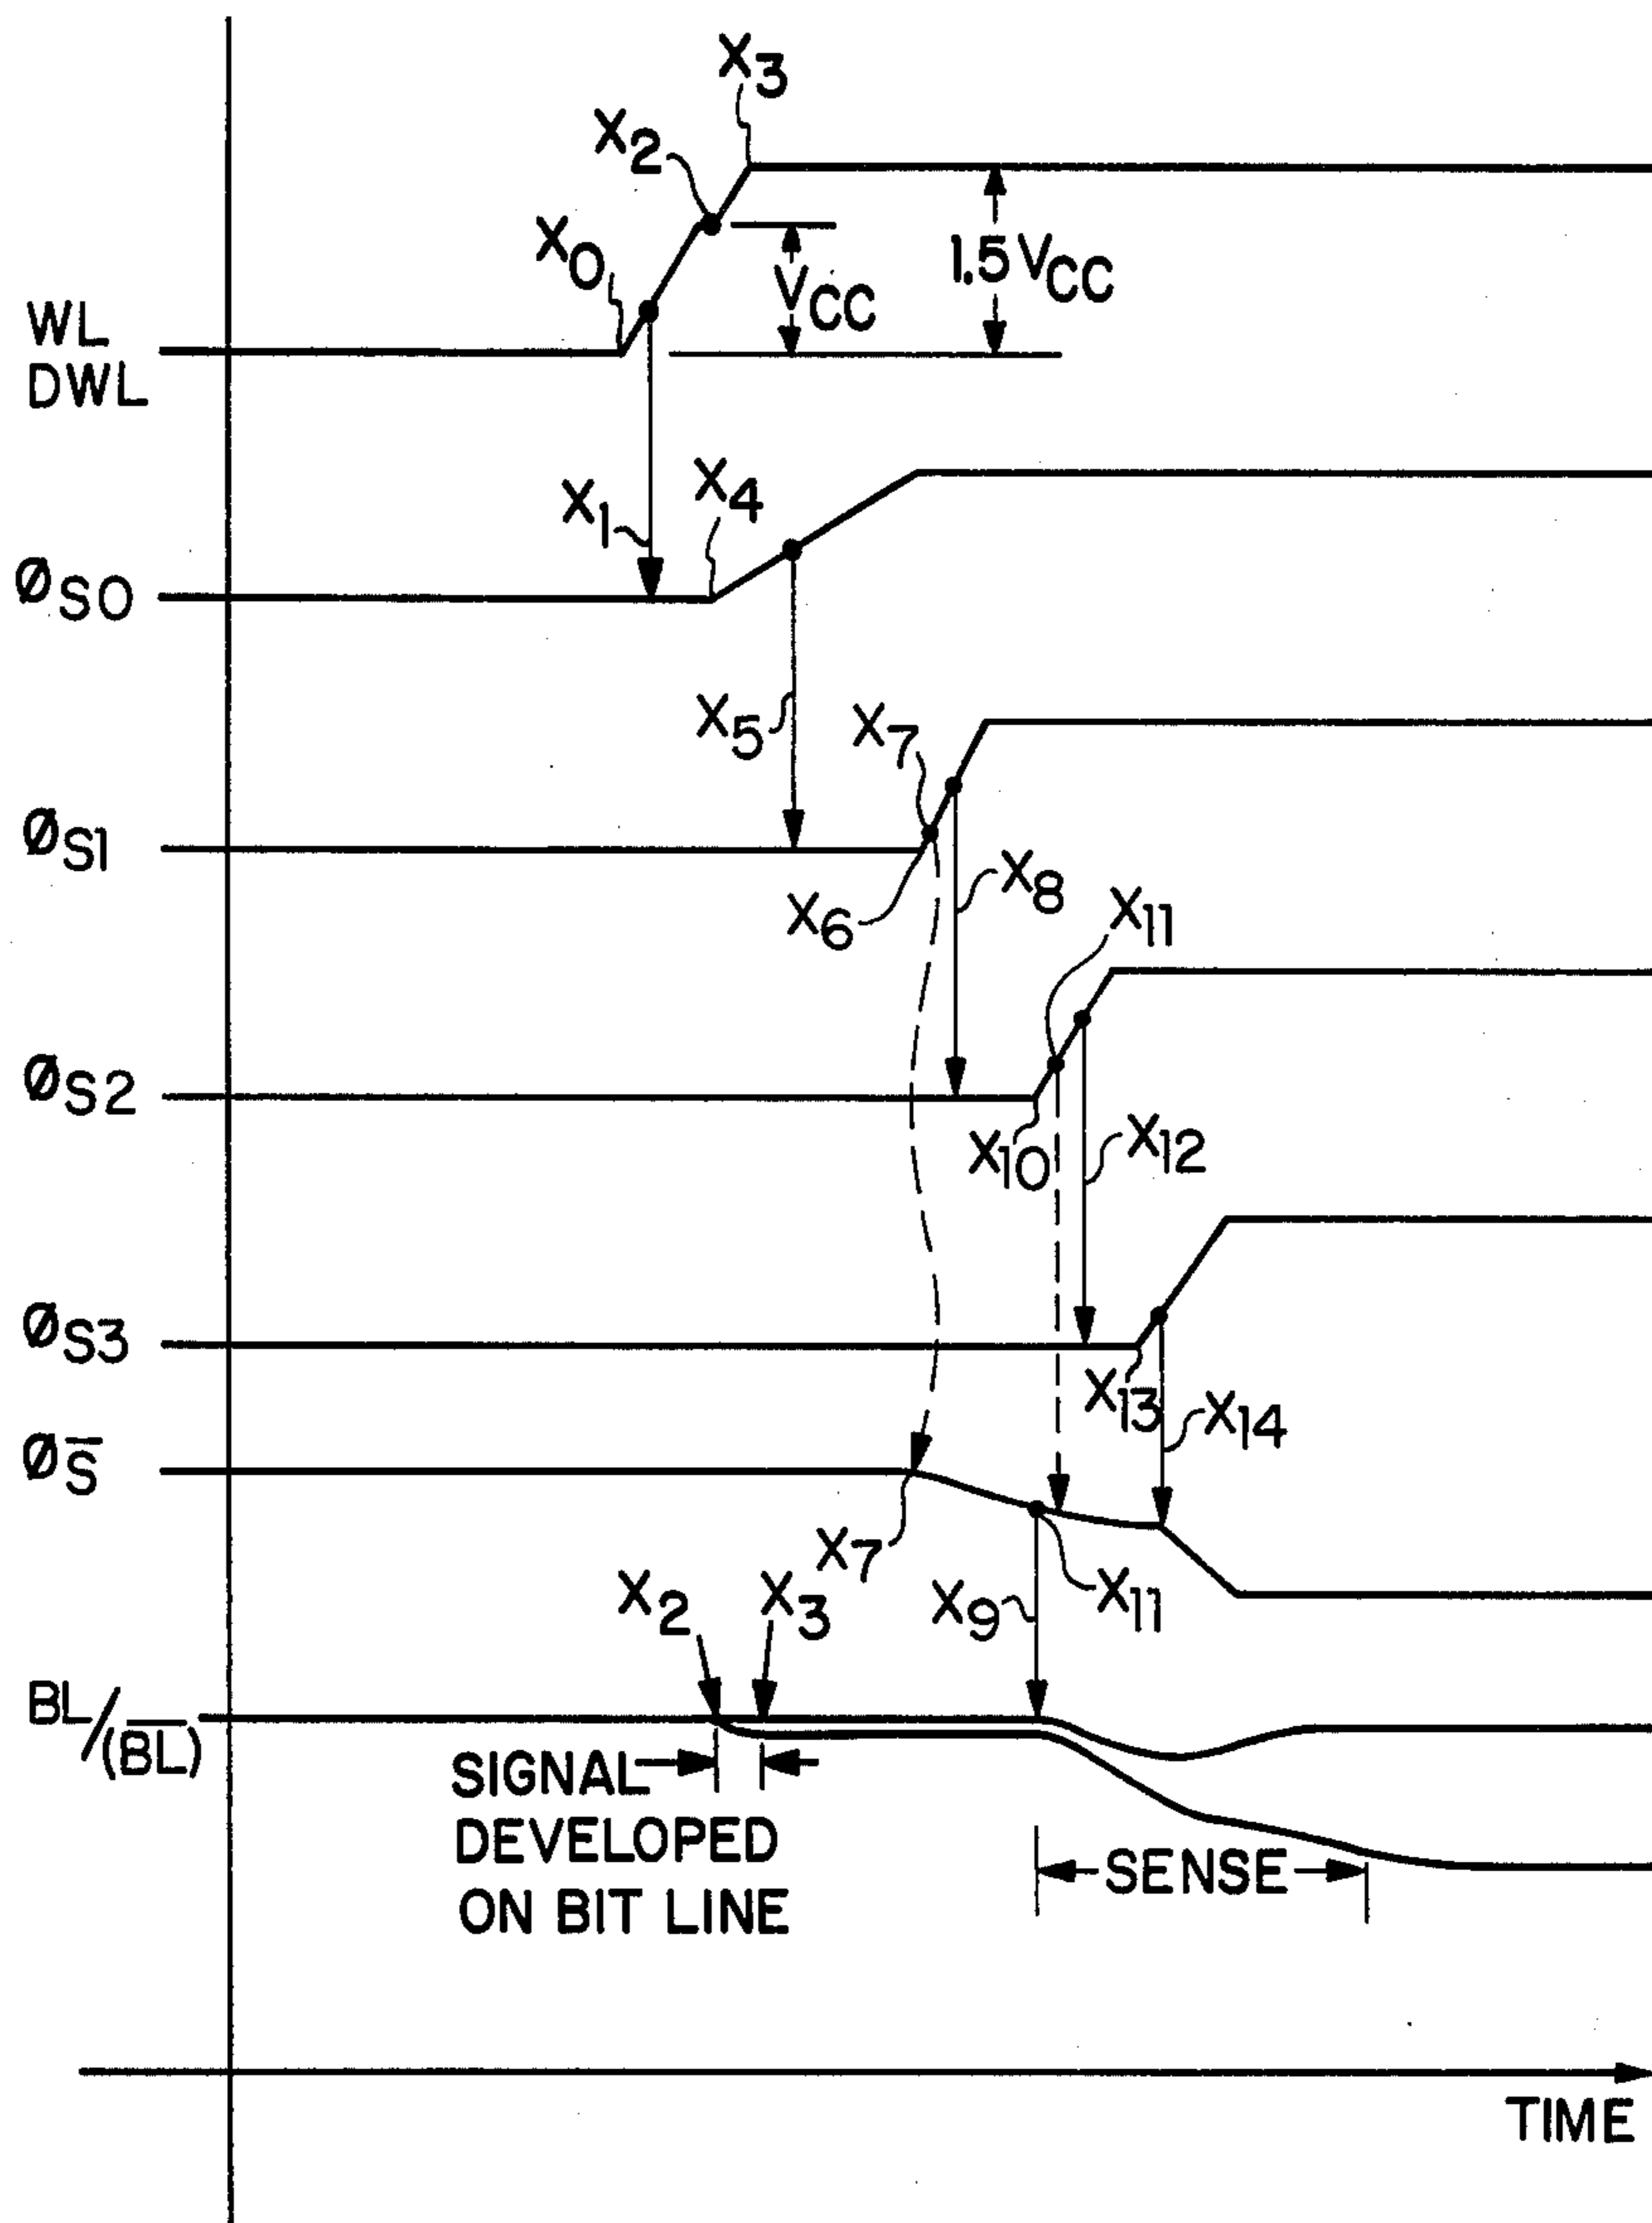 X3
X2
X0
VCC
1.5 VCC
WL
DWL
X1
X4
ØS0
X5
X7
ØS1
X6
X8
X11
ØS2
X10
X12
ØS3
X13
X14
ØS̅
X7
X2
X3
X9
X11
BL/(B̅L̅)
SIGNAL
DEVELOPED
ON BIT LINE
SENSE
TIME